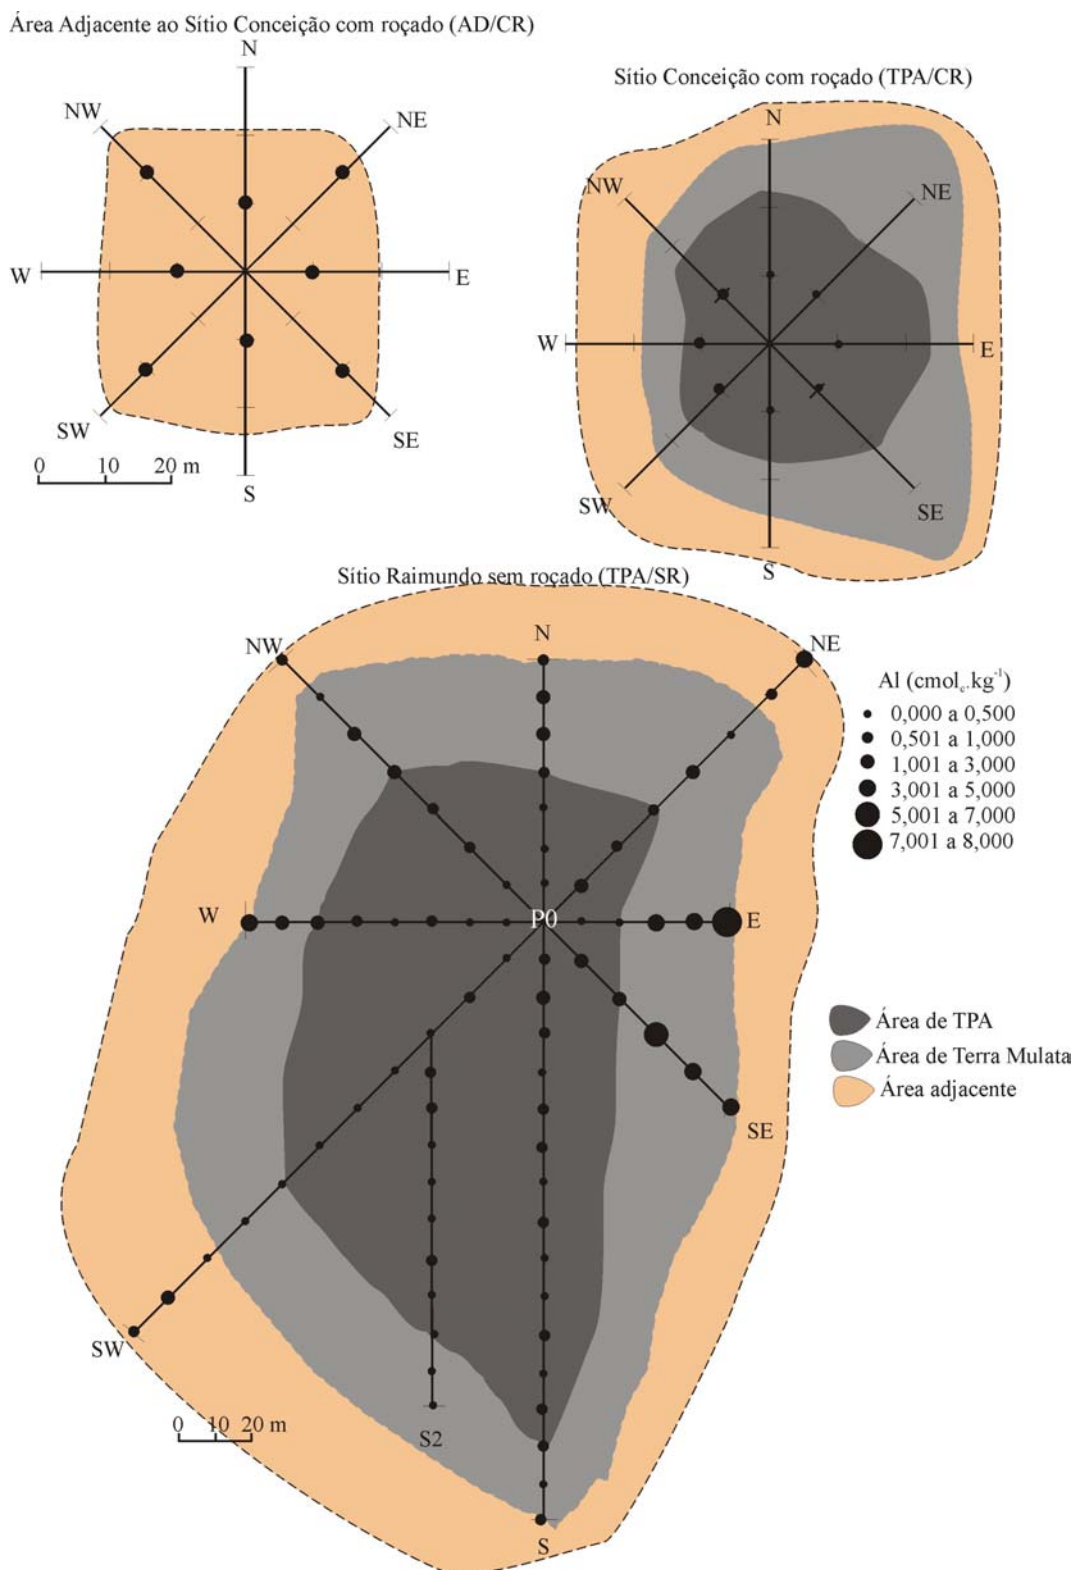 Área Adjacente ao Sítio Conceição com roçado (AD/CR)
N
NW
NE
W
E
SW
SE
S
0 10 20 m
Sítio Conceição com roçado (TPA/CR)
N
NW
NE
W
E
SW
SE
S
Sítio Raimundo sem roçado (TPA/SR)
N
NW
NE
W
P0
E
SE
SW
S2
S
0 10 20 m
Al (cmolc.kg-1)
0,000 a 0,500
0,501 a 1,000
1,001 a 3,000
3,001 a 5,000
5,001 a 7,000
7,001 a 8,000
Área de TPA
Área de Terra Mulata
Área adjacente